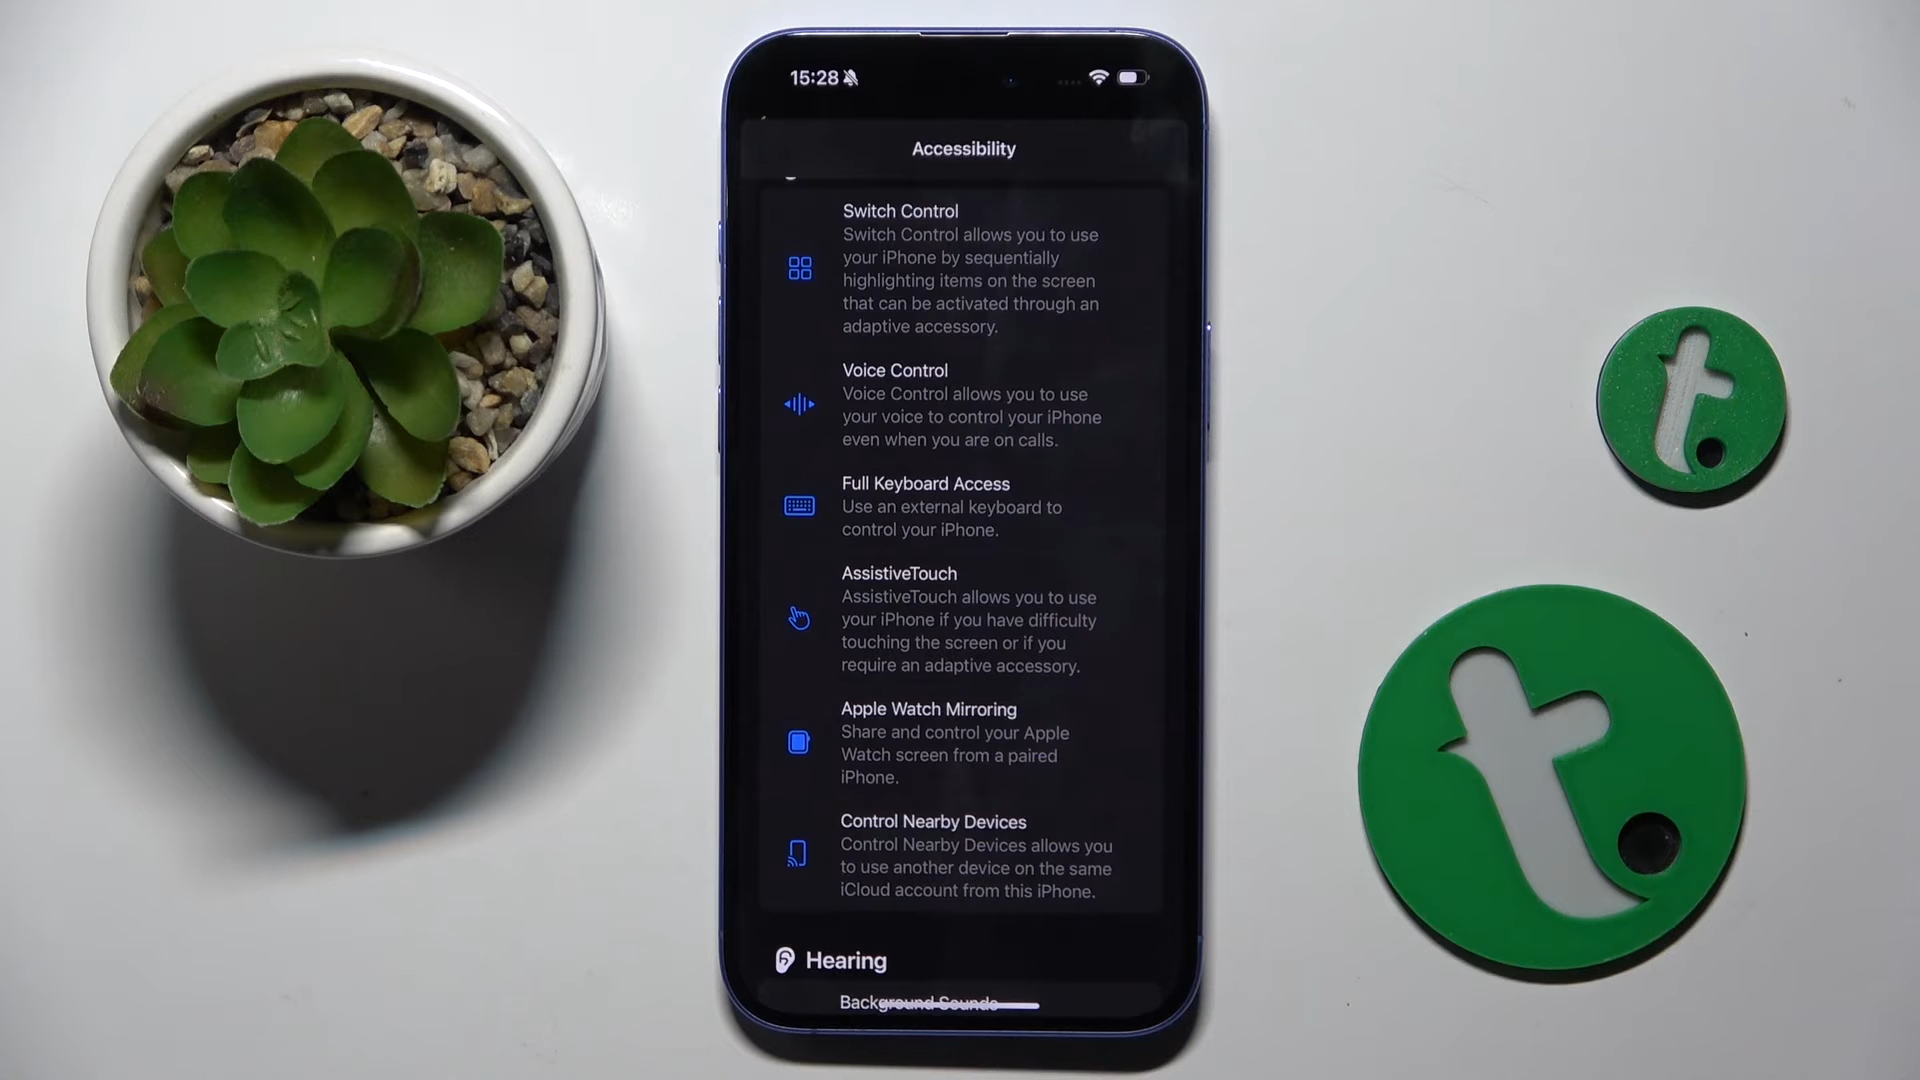 15:28
Accessibility
Switch Control
Switch Control allows you to use
your iPhone by sequentially
highlighting items on the screen
that can be activated through an
adaptive accessory.
Voice Control
Voice Control allows you to use
your voice to control your iPhone
even when you are on calls.
Full Keyboard Access
Use an external keyboard to
control your iPhone.
AssistiveTouch
AssistiveTouch allows you to use
your iPhone if you have difficulty
touching the screen or if you
require an adaptive accessory.
Apple Watch Mirroring
Share and control your Apple
Watch screen from a paired
iPhone.
Control Nearby Devices
Control Nearby Devices allows you
to use another device on the same
iCloud account from this iPhone.
Hearing
Background Sounds
t.
t.